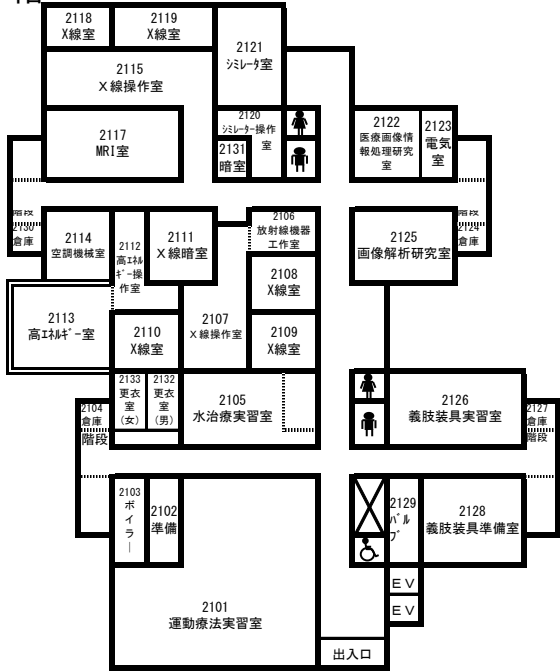 階
2118
X線室
2119
X線室
2121
シミレータ室
2115
X線操作室
2120
シミレーター操作
室
2117
MRI室
2131
暗室
2122
医療画像情
報処理研究
室
2123
電気
室
階段
2130
倉庫
2114
空調機械室
2112
高エネル
ギー操
作室
2111
X線暗室
2106
放射線機器
工作室
2125
画像解析研究室
階段
2124
倉庫
2108
X線室
2113
高エネルギー室
2110
X線室
2107
X線操作室
2109
X線室
2133
更衣
室
(女)
2132
更衣
室
(男)
2105
水治療実習室
2126
義肢装具実習室
2104
倉庫
階段
2127
倉庫
階段
2103
ボ
イ
ラ
ー
2102
準備
2129
バル
ブ
2128
義肢装具準備室
EV
EV
2101
運動療法実習室
出入口